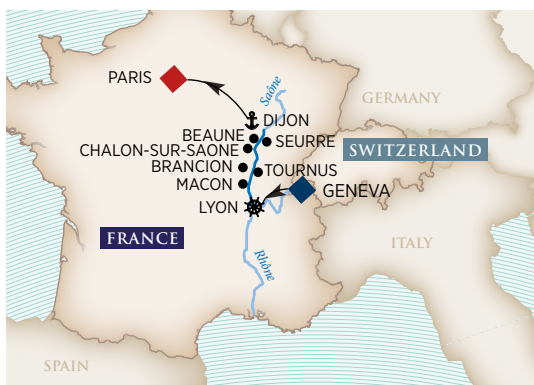 PARIS
Saône
GERMANY
DIJON
BEAUNE
SEURRE
CHALON-SUR-SAONE
SWITZERLAND
BRANCION
TOURNUS
MACON
GENEVA
LYON
FRANCE
ITALY
Rhône
SPAIN